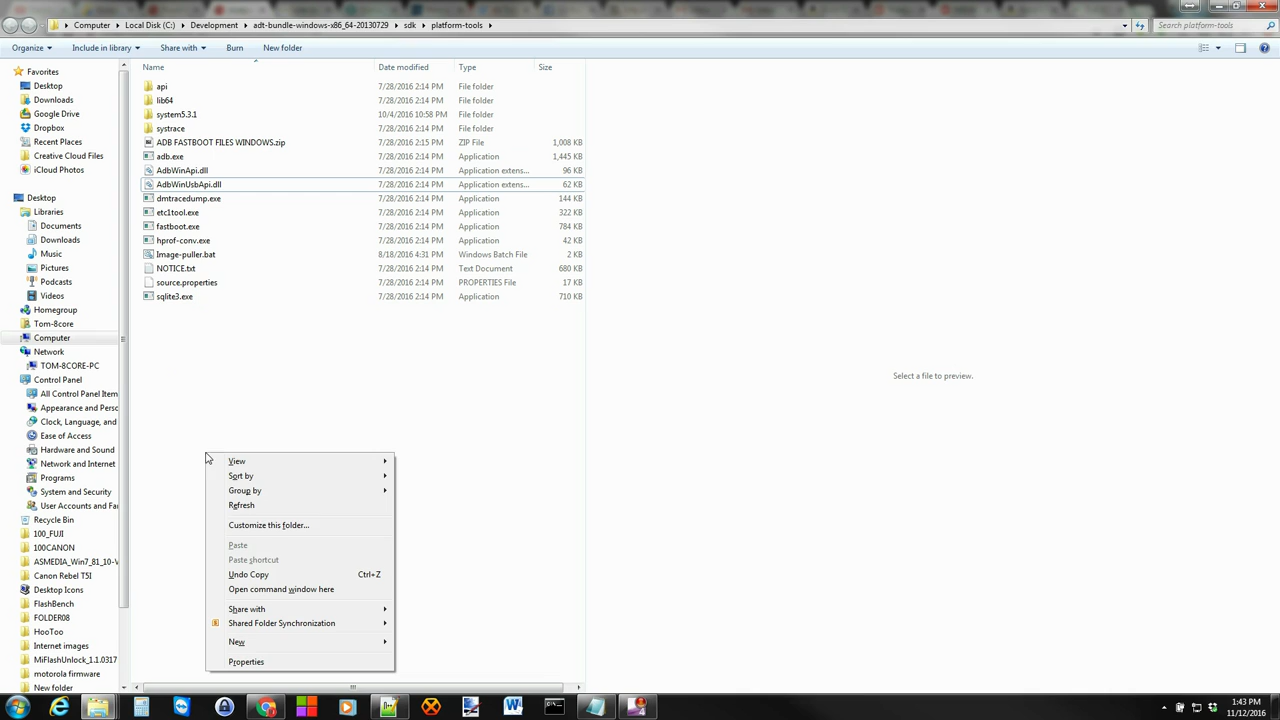 Computer ▸ Local Disk (C:) ▸ Development ▸ adt-bundle-windows-x86_64-20130729 ▸ sdk ▸ platform-tools ▸
Search platform-tools
Organize Include in library Share with Burn New folder
Name Date modified Type Size
Favorites
Desktop
Downloads
Google Drive
Dropbox
Recent Places
Creative Cloud Files
iCloud Photos
Desktop
Libraries
Documents
Downloads
Music
Pictures
Podcasts
Videos
Homegroup
Tom-8core
Computer
Network
TOM-8CORE-PC
Control Panel
All Control Panel Item
Appearance and Perso
Clock, Language, and
Ease of Access
Hardware and Sound
Network and Internet
Programs
System and Security
User Accounts and Fa
Recycle Bin
100_FUJI
100CANON
ASMEDIA_Win7_81_10-V
Canon Rebel T5I
Desktop Icons
FlashBench
FOLDER08
HooToo
Internet images
MiFlashUnlock_1.1.0317
motorola firmware
New folder
api 7/28/2016 2:14 PM File folder
lib64 7/28/2016 2:14 PM File folder
system5.3.1 10/4/2016 10:58 PM File folder
systrace 7/28/2016 2:14 PM File folder
ADB FASTBOOT FILES WINDOWS.zip 7/28/2016 2:15 PM ZIP File 1,008 KB
adb.exe 7/28/2016 2:14 PM Application 1,445 KB
AdbWinApi.dll 7/28/2016 2:14 PM Application extens... 96 KB
AdbWinUsbApi.dll 7/28/2016 2:14 PM Application extens... 62 KB
dmtracedump.exe 7/28/2016 2:14 PM Application 144 KB
etc1tool.exe 7/28/2016 2:14 PM Application 322 KB
fastboot.exe 7/28/2016 2:14 PM Application 784 KB
hprof-conv.exe 7/28/2016 2:14 PM Application 42 KB
Image-puller.bat 8/18/2016 4:31 PM Windows Batch File 2 KB
NOTICE.txt 7/28/2016 2:14 PM Text Document 680 KB
source.properties 7/28/2016 2:14 PM PROPERTIES File 17 KB
sqlite3.exe 7/28/2016 2:14 PM Application 710 KB
Select a file to preview.
View
Sort by
Group by
Refresh
Customize this folder...
Paste
Paste shortcut
Undo Copy Ctrl+Z
Open command window here
Share with
Shared Folder Synchronization
New
Properties
1:43 PM
11/12/2016